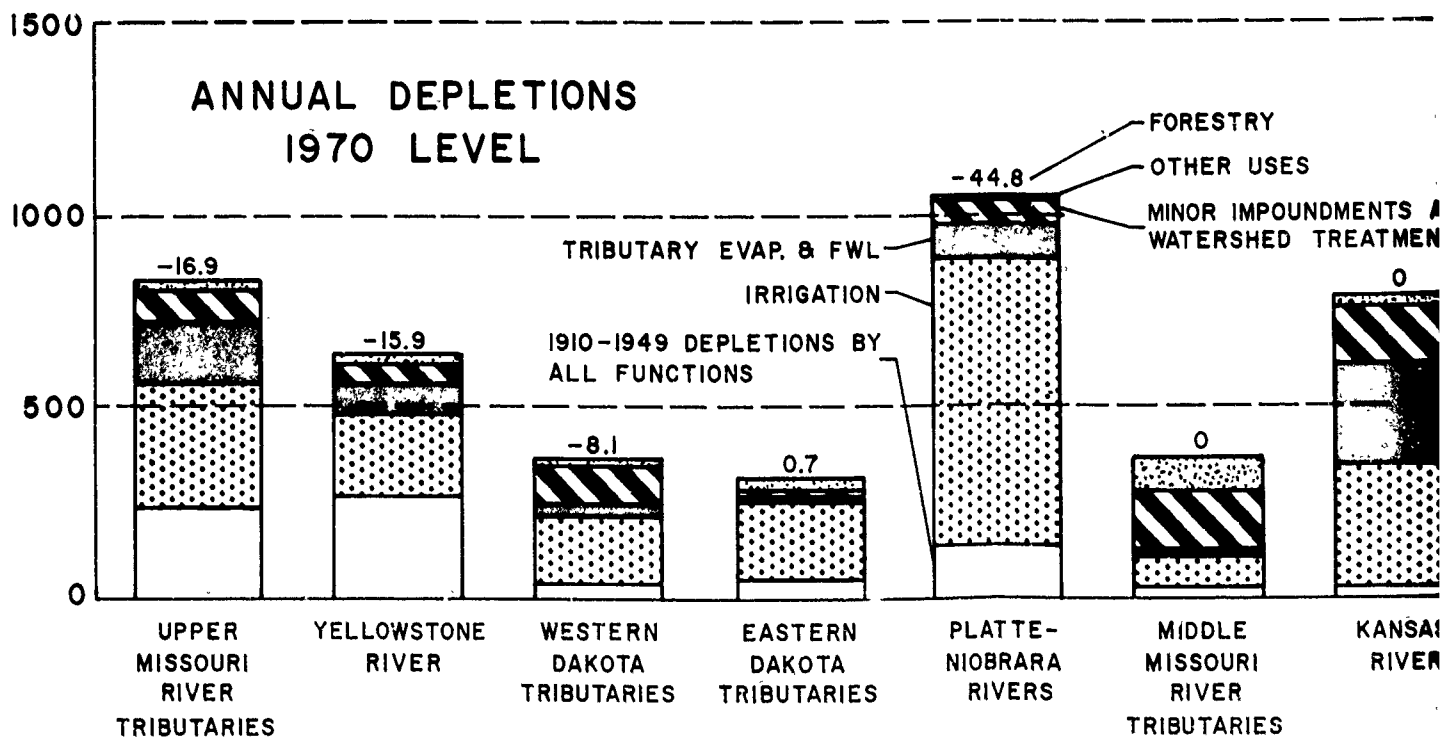 1500
ANNUAL DEPLETIONS
1970 LEVEL
FORESTRY
-44.8
OTHER USES
1000
MINOR IMPOUNDMENTS
WATERSHED
TRIBUTARY EVAP. & FWL
-16.9
0
IRRIGATION
-15.9
1910-1949 DEPLETIONS BY
ALL FUNCTIONS
500
-8.1
0.7
0
0
UPPER
MISSOURI
RIVER
TRIBUTARIES
YELLOWSTONE
RIVER
WESTERN
DAKOTA
TRIBUTARIES
EASTERN
DAKOTA
TRIBUTARIES
PLATTE-
NIOBRARA
RIVERS
MIDDLE
MISSOURI
RIVER
TRIBUTARIES
RIVER